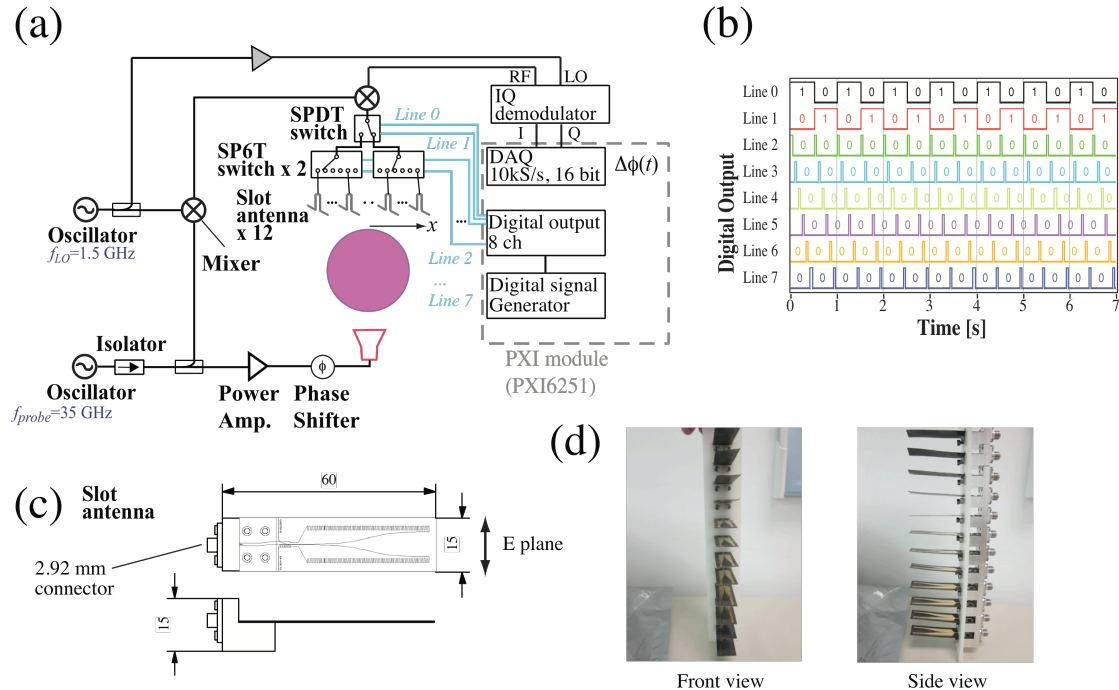 (a)
RF
LO
IQ
demodulator
I
Q
SPDT
switch
Line 0
Line 1
SP6T
switch x 2
DAQ
10kS/s, 16 bit
Δϕ(t)
Slot
antenna
x 12
...
. .
...
x
...
Digital output
8 ch
Line 2
...
Line 7
Digital signal
Generator
PXI module
(PXI6251)
Oscillator
f_LO=1.5 GHz
Mixer
Isolator
Oscillator
f_probe=35 GHz
Power
Amp.
ϕ
Phase
Shifter
(b)
Digital Output
Line 0 1 0 1 0 1 0 1 0 1 0 1 0 1 0
Line 1 0 1 0 1 0 1 0 1 0 1 0 1 0 1
Line 2 0 0 0 0 0 0 0 0 0 0 0 0 0 0
Line 3 0 0 0 0 0 0 0 0 0 0 0 0 0 0
Line 4 0 0 0 0 0 0 0 0 0 0 0 0 0 0
Line 5 0 0 0 0 0 0 0 0 0 0 0 0 0 0
Line 6 0 0 0 0 0 0 0 0 0 0 0 0 0 0
Line 7 0 0 0 0 0 0 0 0 0 0 0 0 0 0
0 1 2 3 4 5 6 7
Time [s]
(c)
Slot
antenna
60
15
E plane
2.92 mm
connector
15
(d)
Front view
Side view